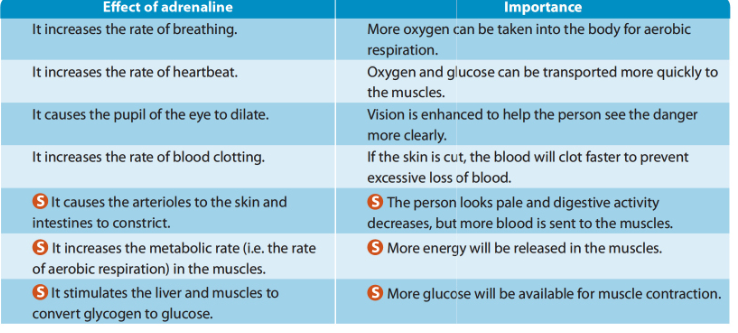 Effect of adrenaline
Importance
It increases the rate of breathing.
More oxygen can be taken into the body for aerobic
respiration.
It increases the rate of heartbeat.
Oxygen and glucose can be transported more quickly to
the muscles.
It causes the pupil of the eye to dilate.
Vision is enhanced to help the person see the danger
more clearly.
It increases the rate of blood clotting.
If the skin is cut, the blood will clot faster to prevent
excessive loss of blood.
S It causes the arterioles to the skin and
intestines to constrict.
S The person looks pale and digestive activity
decreases, but more blood is sent to the muscles.
S It increases the metabolic rate (i.e. the rate
of aerobic respiration) in the muscles.
S More energy will be released in the muscles.
S It stimulates the liver and muscles to
convert glycogen to glucose.
S More glucose will be available for muscle contraction.